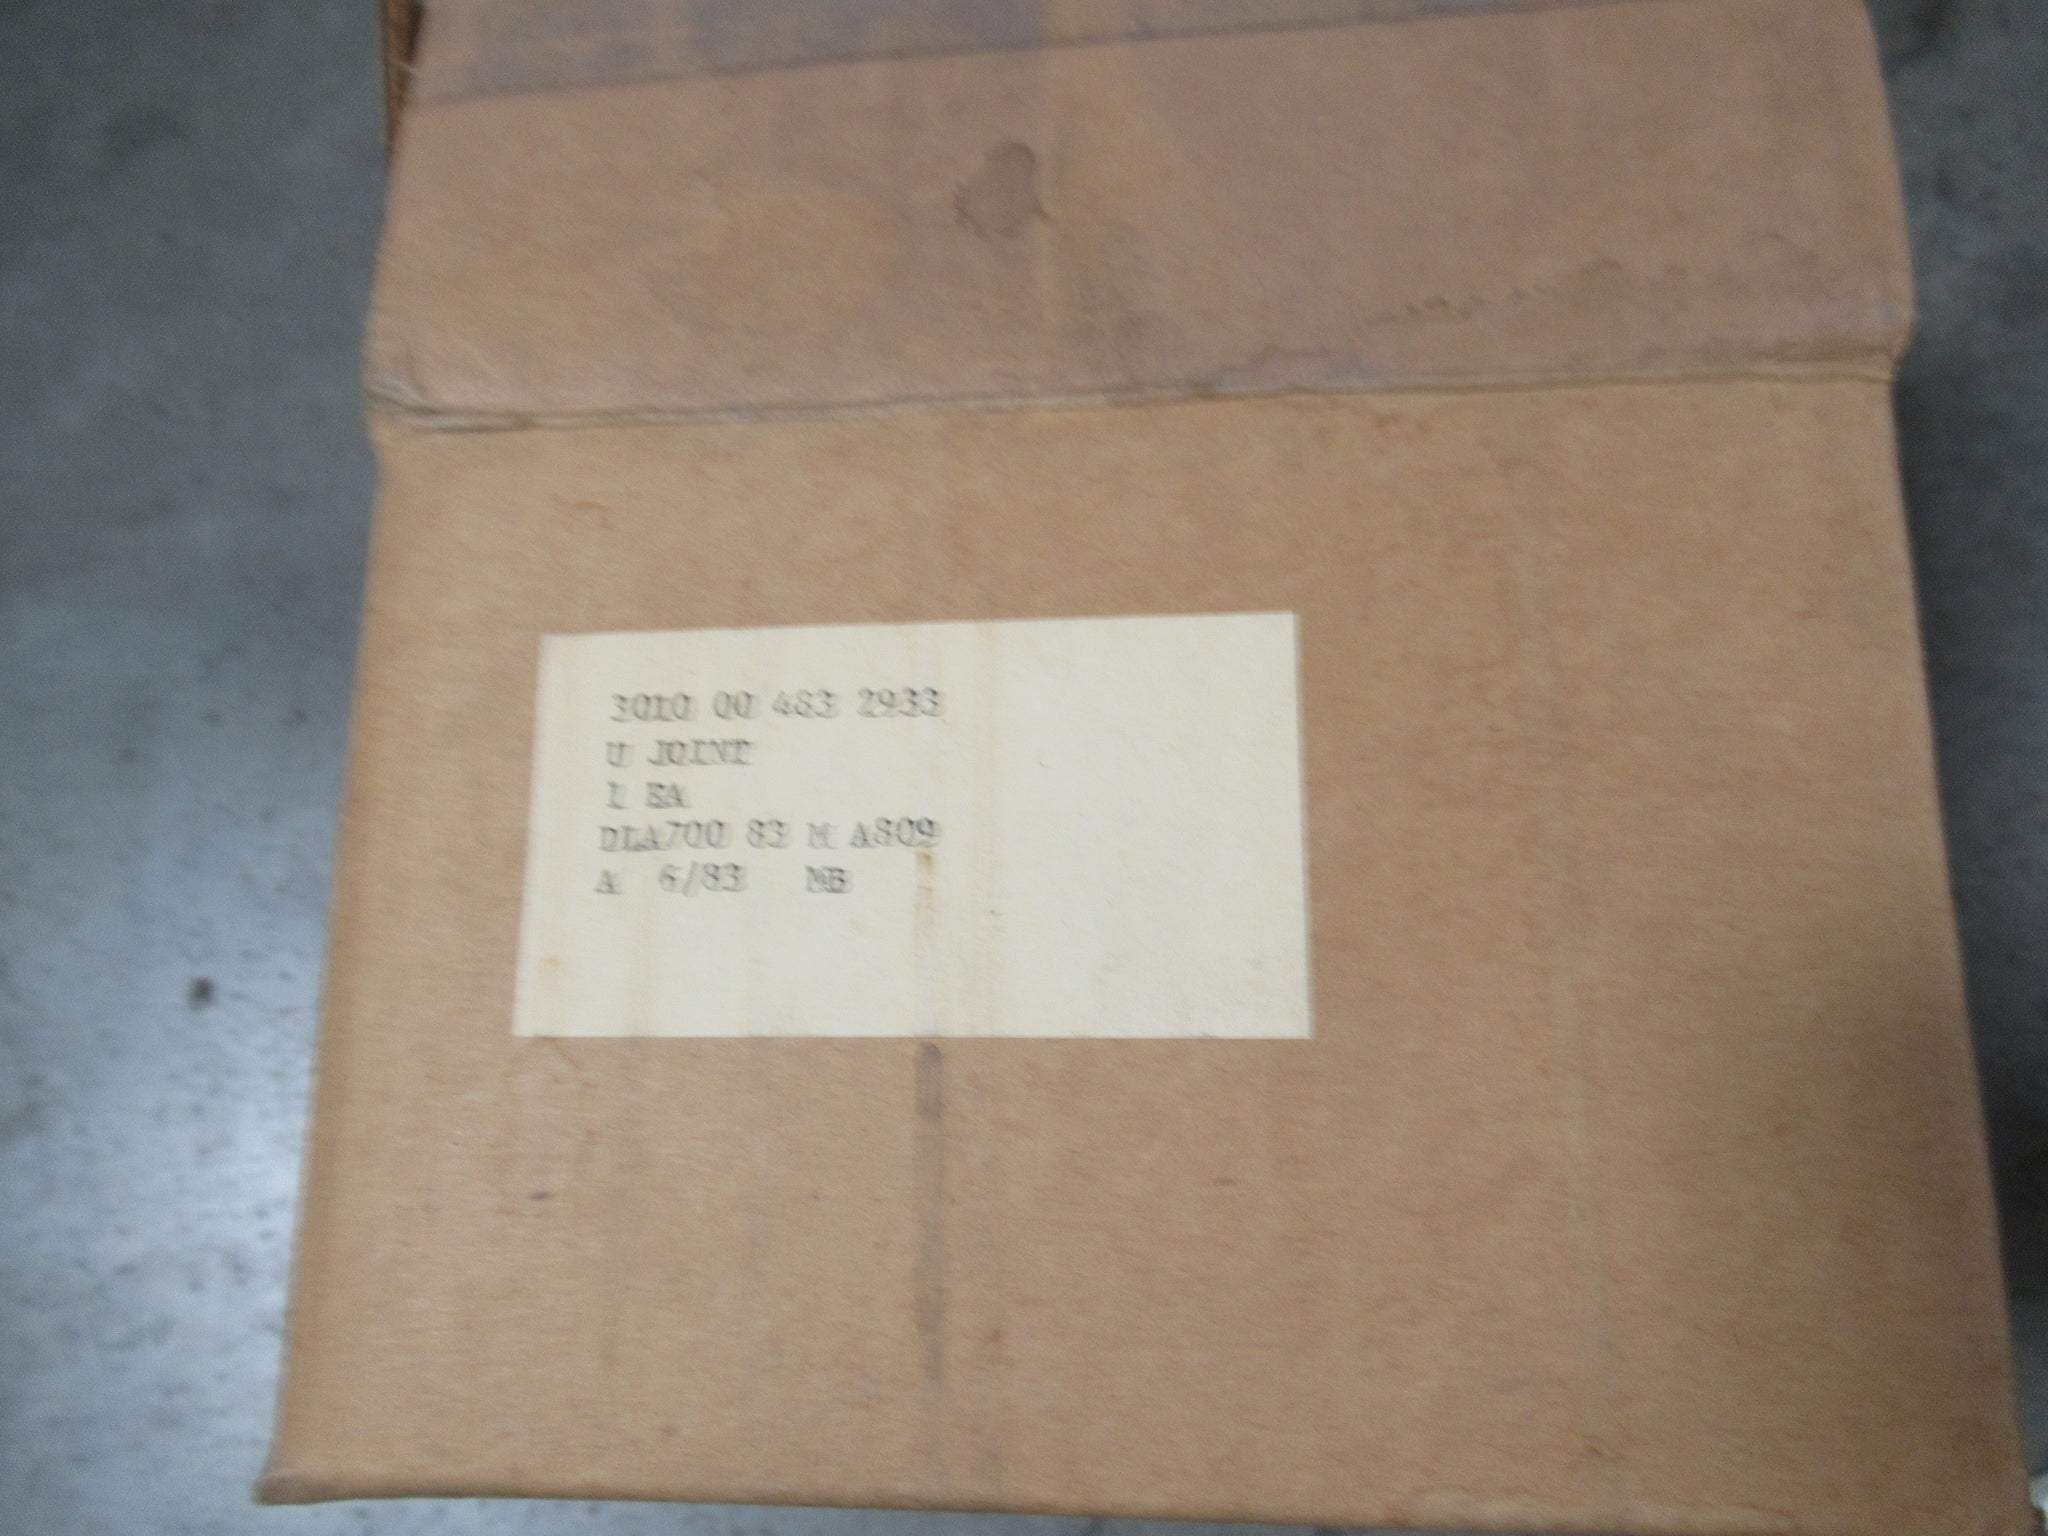 3010 00 483 2933
U JOINT
1 EA
DLA700 83 M A809
A 6/83 MB